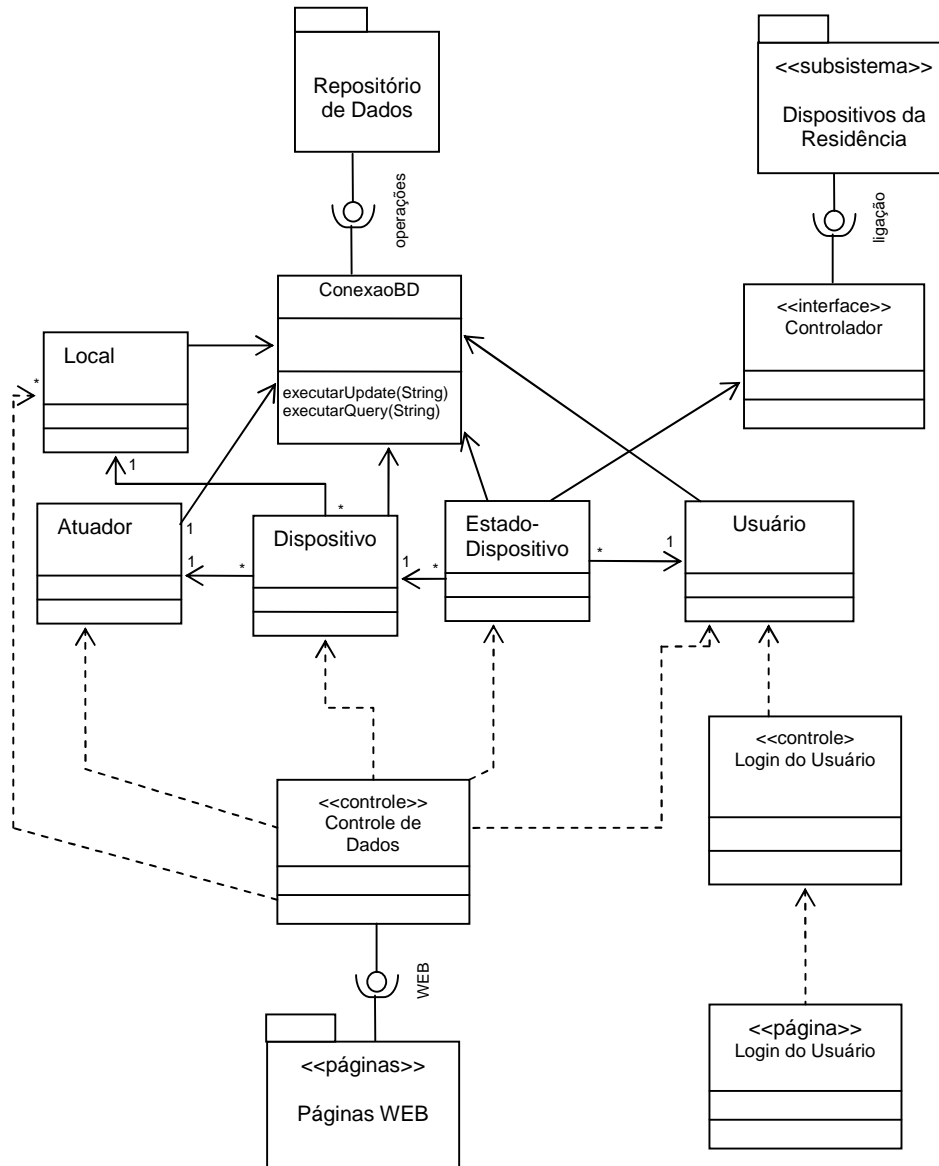 Repositório
de Dados
<<subsistema>>
Dispositivos da
Residência
operações
ligação
ConexaoBD
executarUpdate(String)
executarQuery(String)
<<interface>>
Controlador
Local
*
1
*
Atuador
1
1
*
Dispositivo
1
*
Estado-
Dispositivo
*
1
Usuário
<<controle>>
Controle de
Dados
<<controle>
Login do Usuário
WEB
<<páginas>>
Páginas WEB
<<página>>
Login do Usuário